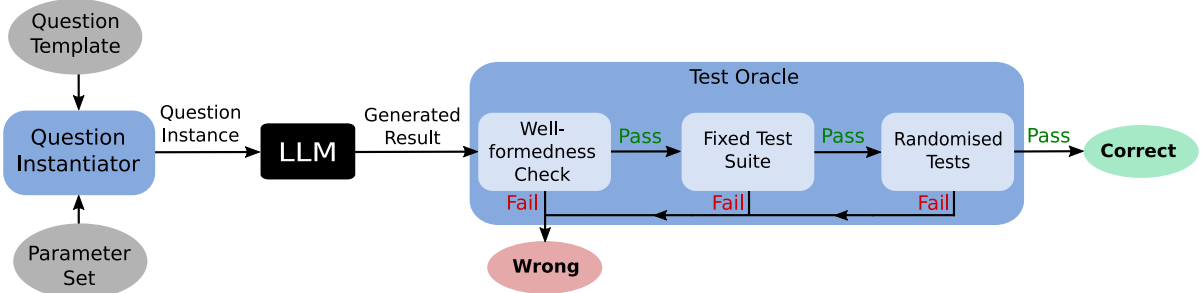 Question
Template
Question
Instantiator
Parameter
Set
Question
Instance
LLM
Generated
Result
Test Oracle
Well-
formedness
Check
Pass
Fixed Test
Suite
Pass
Randomised
Tests
Pass
Correct
Fail
Fail
Fail
Wrong